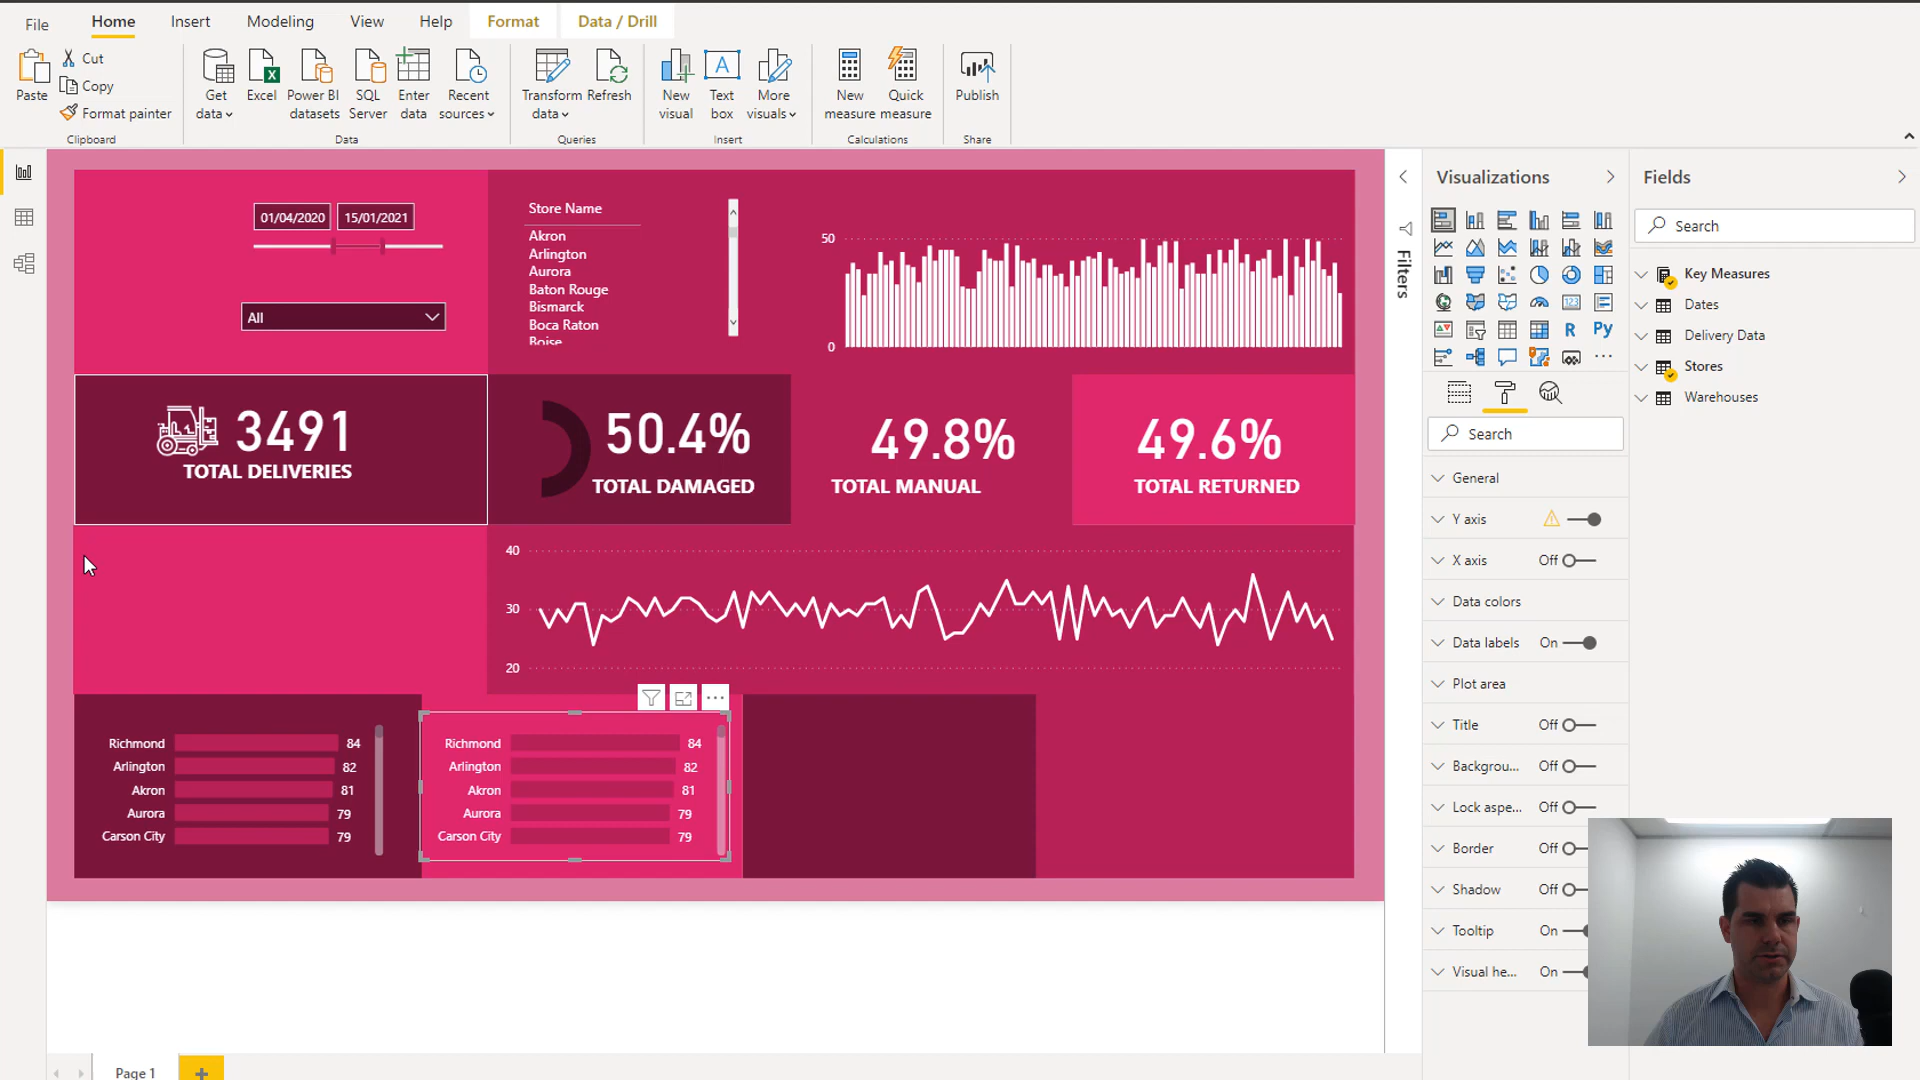 File
Home
Insert
Modeling
View
Help
Format
Data / Drill
Paste
Cut
Copy
Format painter
Clipboard
Get
data
Excel
Power BI
datasets
SQL
Server
Enter
data
Recent
sources
Data
Transform
data
Refresh
Queries
New
visual
A
Text
box
More
visuals
Insert
New
measure
Quick
measure
Calculations
Publish
Share
01/04/2020
15/01/2021
All
Store Name
Akron
Arlington
Aurora
Baton Rouge
Bismarck
Boca Raton
Boise
50
0
3491
TOTAL DELIVERIES
50.4%
TOTAL DAMAGED
49.8%
TOTAL MANUAL
49.6%
TOTAL RETURNED
40
30
20
Richmond 84
Arlington 82
Akron 81
Aurora 79
Carson City 79
Richmond 84
Arlington 82
Akron 81
Aurora 79
Carson City 79
Page 1
Filters
Visualizations
123
R
Py
Search
General
Y axis
X axis Off
Data colors
Data labels On
Plot area
Title Off
Backgrou... Off
Lock aspe... Off
Border Off
Shadow Off
Tooltip On
Visual he... On
Fields
Search
Key Measures
Dates
Delivery Data
Stores
Warehouses